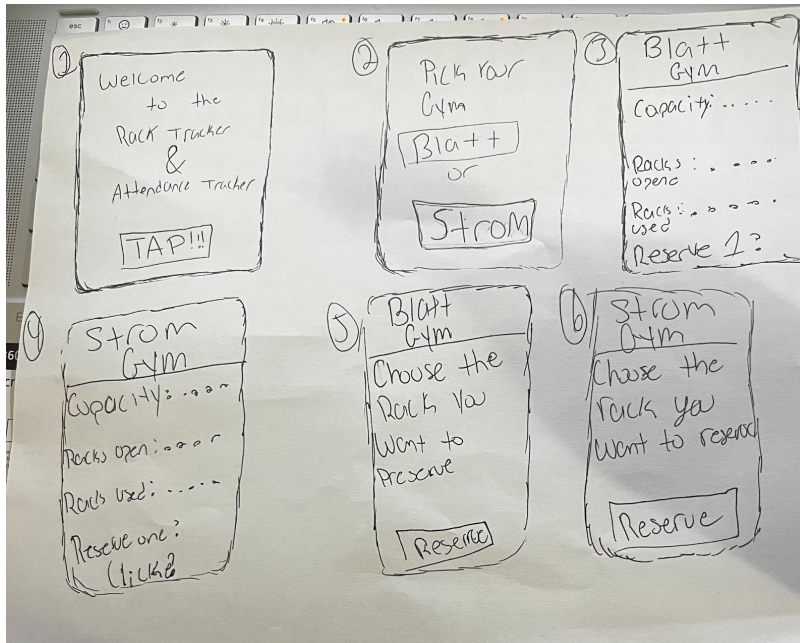 esc
①
Welcome
to the
Rack Tracker
&
Attendance Tracker
TAP!!!
②
Pick Your
Gym
Blatt
or
Strom
③
Blatt
Gym
Capacity: .....
Racks : . . . . .
opend
Racks: . . . . .
used
Reserve 1?
④
Strom
Gym
Capacity: ....
Racks open: ....
Racks used: .....
Reserve one?
⑤
Blatt
Gym
Choose the
Rack You
Want to
Preserve
Reserve
⑥
Strom
Gym
Choose the
rack you
Want to reserve
Reserve